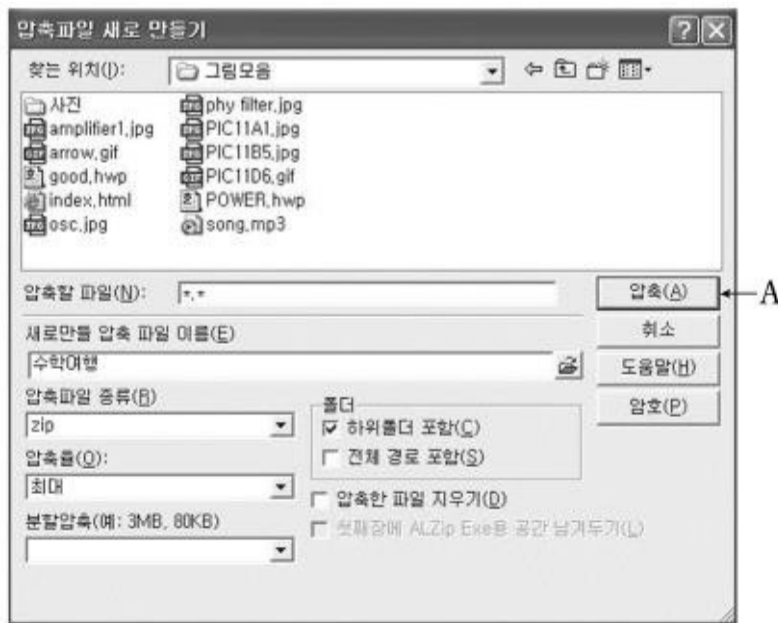 압축파일 새로 만들기
찾는 위치(I): 그림모음
사진 phy filter.jpg
amplifier1.jpg PIC11A1.jpg
arrow.gif PIC11B5.jpg
good.hwp PIC11D6.gif
index.html POWER.hwp
osc.jpg song.mp3
압축할 파일(N): *.* 압축(A) A
새로만들 압축 파일 이름(E) 취소
수학여행 도움말(H)
압축파일 종류(R) 폴더 암호(P)
zip 하위폴더 포함(C)
압축률(O): 전체 경로 포함(S)
최대 압축한 파일 지우기(D)
분할압축(예: 3MB, 80KB) 첫째장에 ALZip Exe용 공간 남겨두기(L)